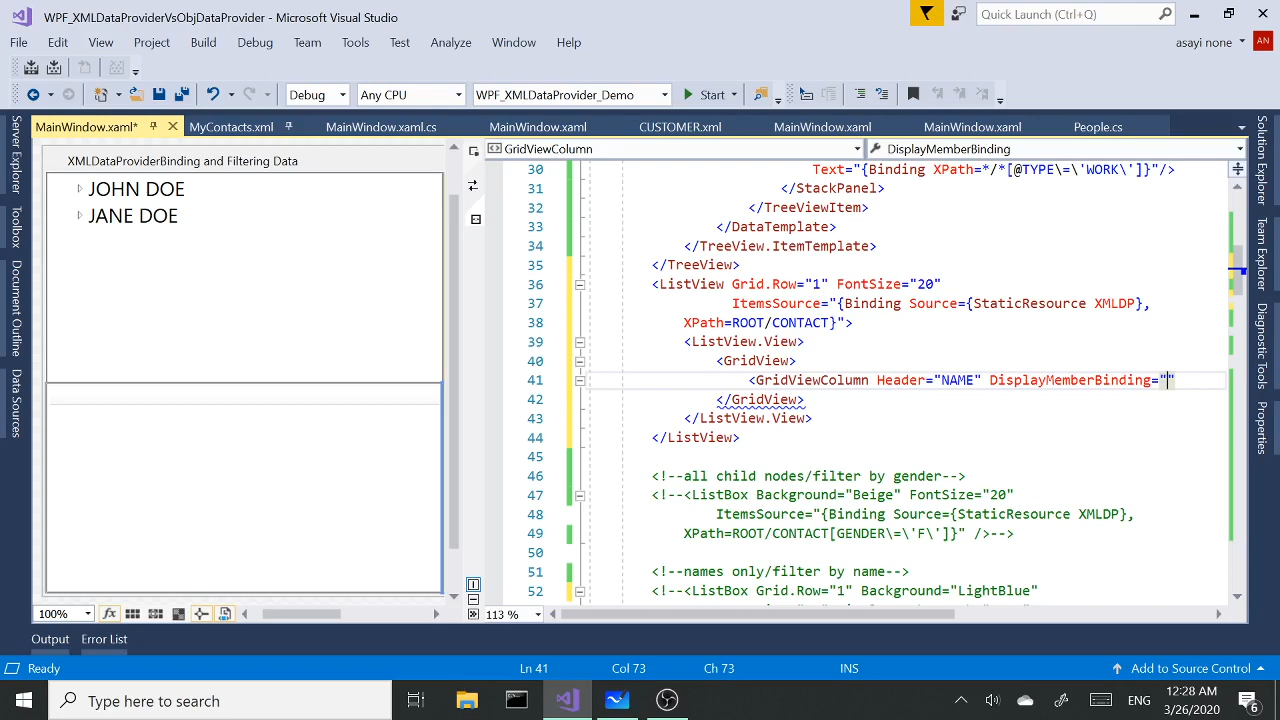 WPF_XMLDataProviderVsObjDataProvider - Microsoft Visual Studio
Quick Launch (Ctrl+Q)
File Edit View Project Build Debug Team Tools Test Analyze Window Help
asayi none
AN
Debug Any CPU WPF_XMLDataProvider_Demo Start
MainWindow.xaml* MyContacts.xml MainWindow.xaml.cs MainWindow.xaml CUSTOMER.xml MainWindow.xaml MainWindow.xaml People.cs
Server Explorer
Toolbox
Document Outline
Data Sources
XMLDataProviderBinding and Filtering Data
JOHN DOE
JANE DOE
GridViewColumn DisplayMemberBinding
30 Text="{Binding XPath=*/*[@TYPE\=\'WORK\']}"/>
31 </StackPanel>
32 </TreeViewItem>
33 </DataTemplate>
34 </TreeView.ItemTemplate>
35 </TreeView>
36 <ListView Grid.Row="1" FontSize="20"
37 ItemsSource="{Binding Source={StaticResource XMLDP},
38 XPath=ROOT/CONTACT}">
39 <ListView.View>
40 <GridView>
41 <GridViewColumn Header="NAME" DisplayMemberBinding=""
42 </GridView>
43 </ListView.View>
44 </ListView>
45
46 <!--all child nodes/filter by gender-->
47 <!--<ListBox Background="Beige" FontSize="20"
48 ItemsSource="{Binding Source={StaticResource XMLDP},
49 XPath=ROOT/CONTACT[GENDER\=\'F\']}" />-->
50
51 <!--names only/filter by name-->
52 <!--<ListBox Grid.Row="1" Background="LightBlue"
Solution Explorer
Team Explorer
Diagnostic Tools
Properties
100% fx
113 %
Output Error List
Ready Ln 41 Col 73 Ch 73 INS Add to Source Control
Type here to search
ENG
12:28 AM
3/26/2020
6